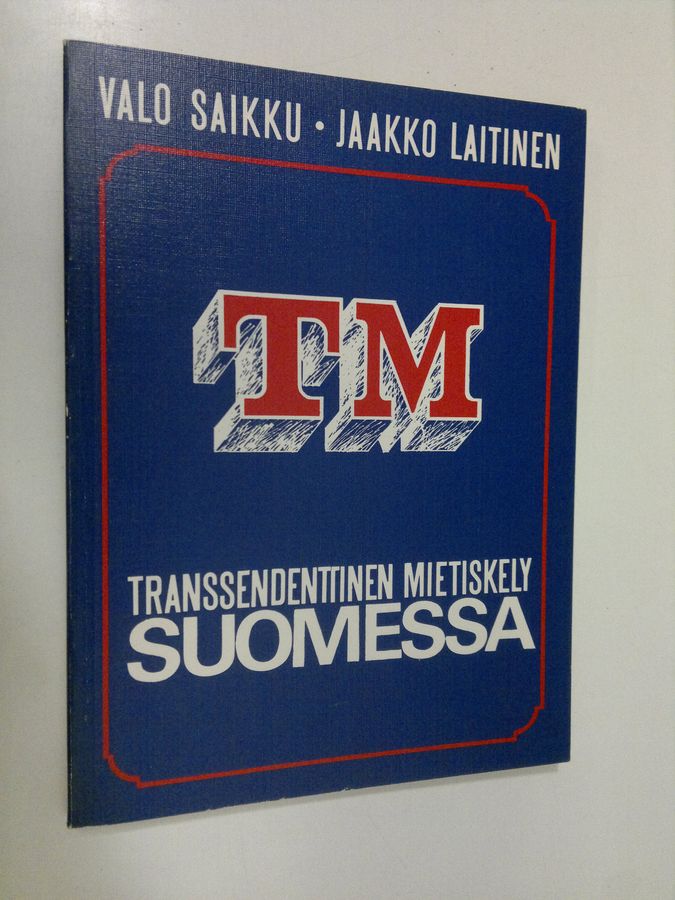 VALO SAIKKU · JAAKKO LAITINEN
TM
TRANSSENDENTTINEN MIETISKELY
SUOMESSA